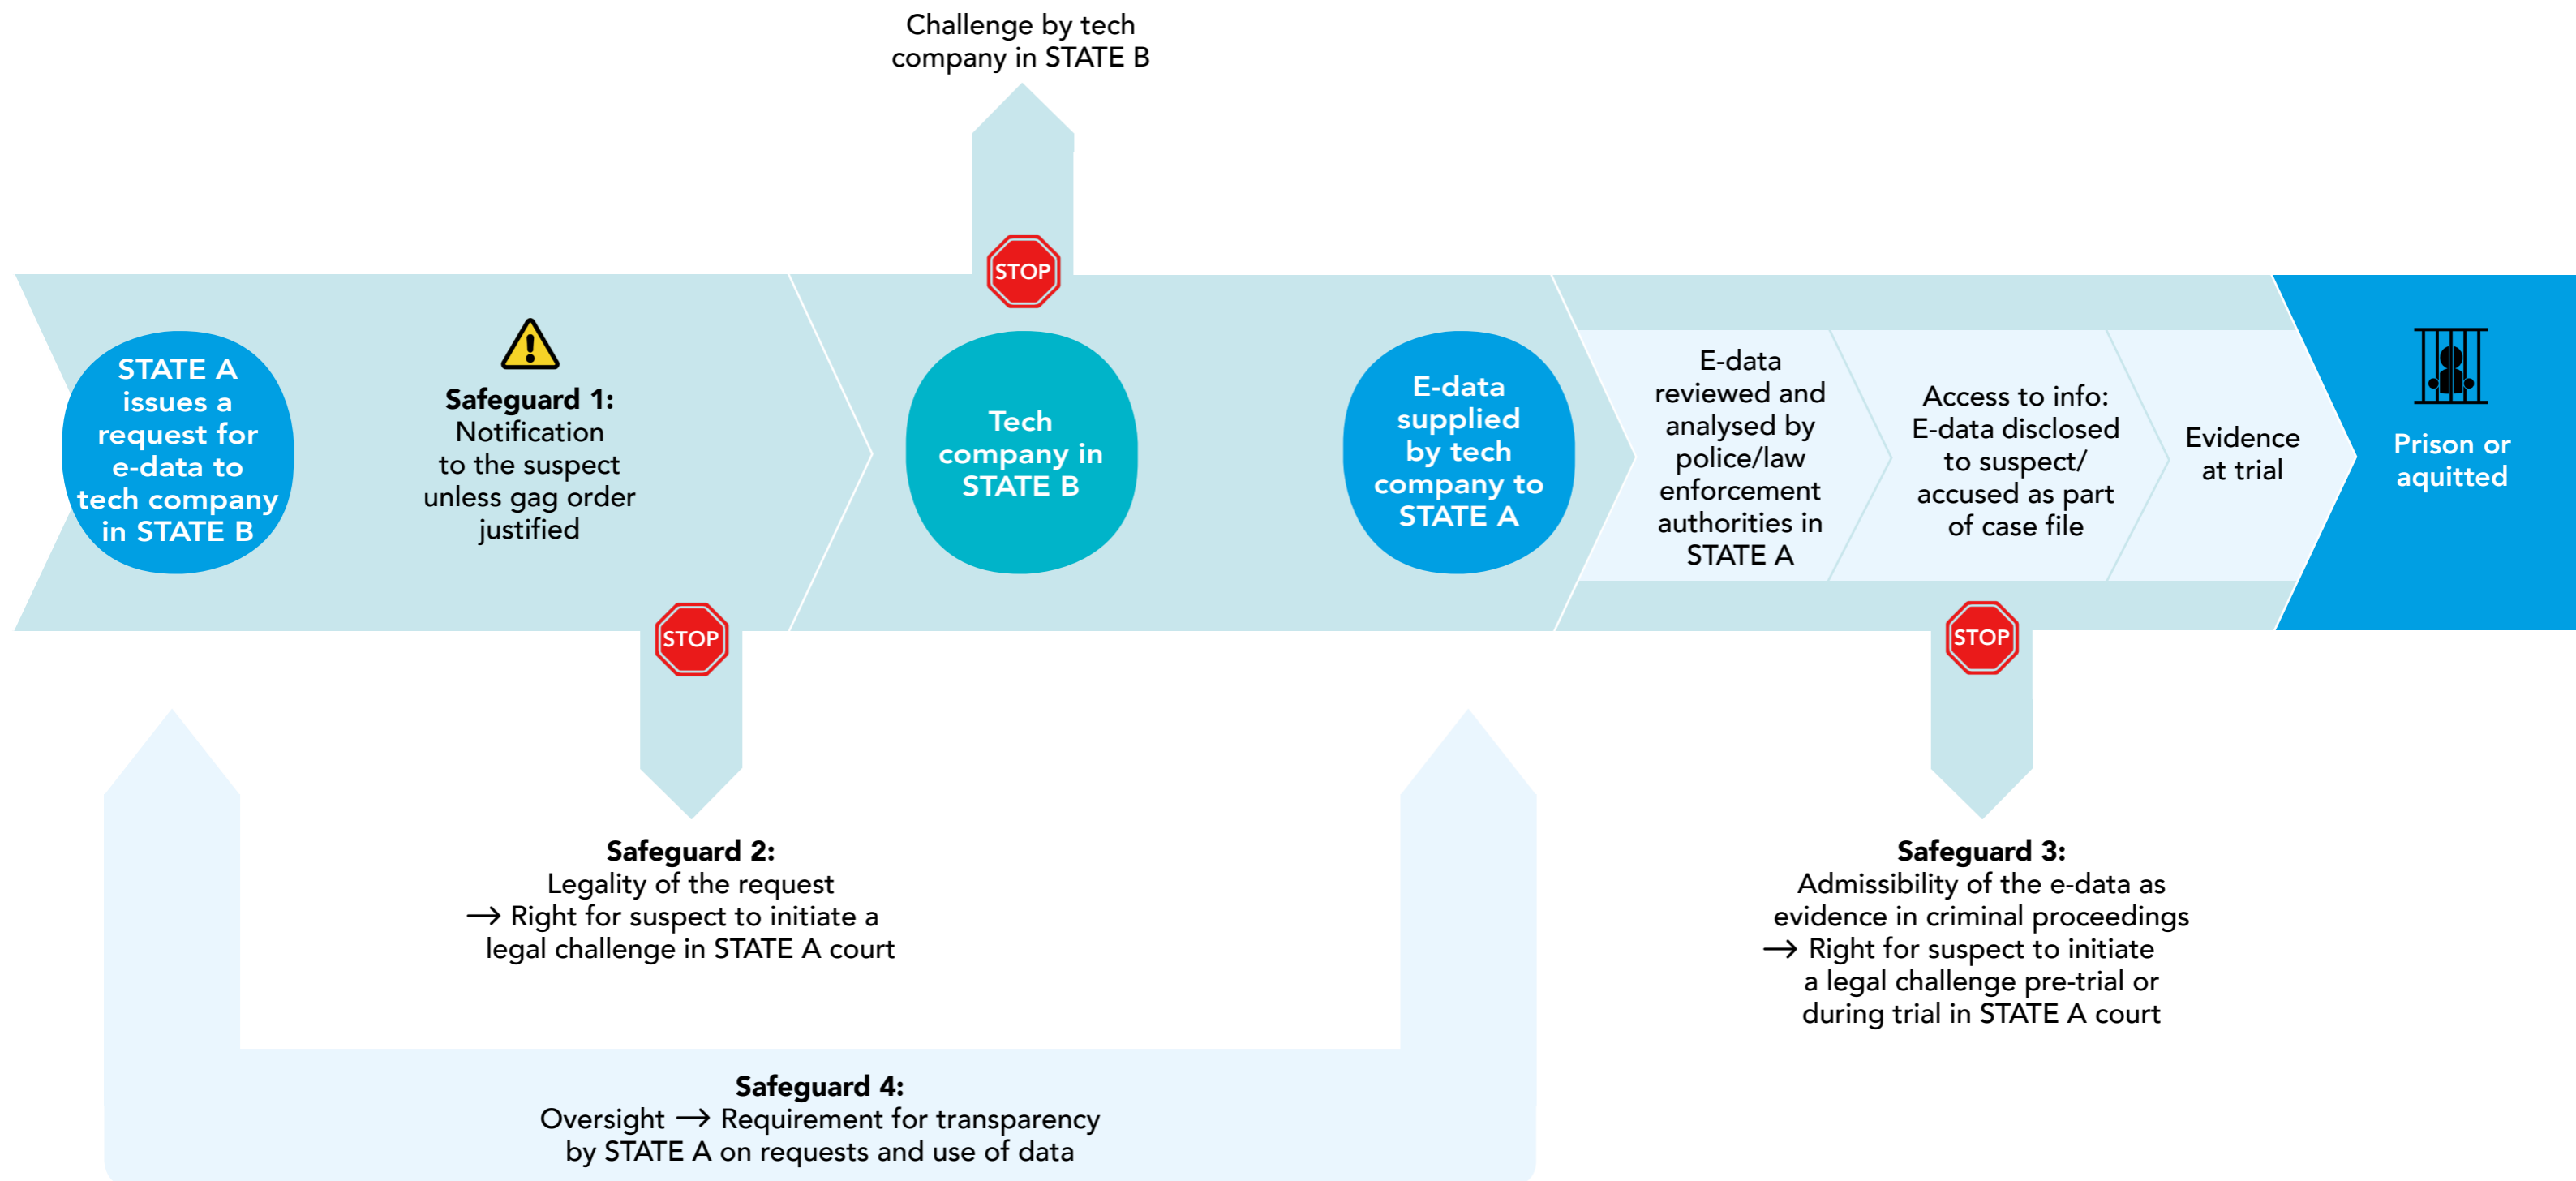 Challenge by tech
company in STATE B
STOP
STATE A
issues a
request for
e-data to
tech company
in STATE B
Safeguard 1:
Notification
to the suspect
unless gag order
justified
Tech
company in
STATE B
E-data
supplied
by tech
company to
STATE A
E-data
reviewed and
analysed by
police/law
enforcement
authorities in
STATE A
Access to info:
E-data disclosed
to suspect/
accused as part
of case file
Evidence
at trial
Prison or
aquitted
STOP
STOP
Safeguard 2:
Legality of the request
→ Right for suspect to initiate a
legal challenge in STATE A court
Safeguard 3:
Admissibility of the e-data as
evidence in criminal proceedings
→ Right for suspect to initiate
a legal challenge pre-trial or
during trial in STATE A court
Safeguard 4:
Oversight → Requirement for transparency
by STATE A on requests and use of data